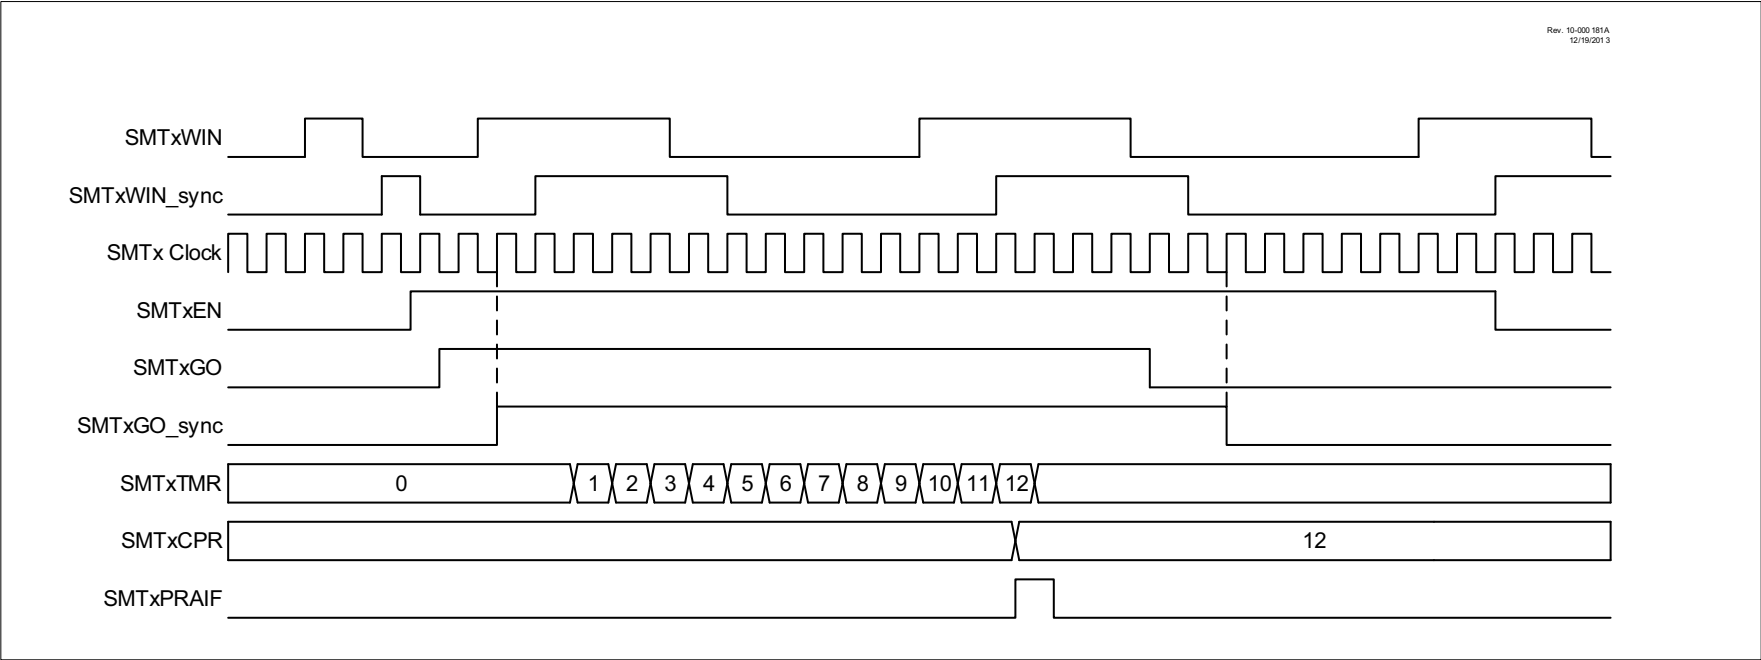 Rev. 10-000 181A
12/19/201 3
SMTxWIN
SMTxWIN_sync
SMTx Clock
SMTxEN
SMTxGO
SMTxGO_sync
SMTxTMR 0 1 2 3 4 5 6 7 8 9 10 11 12
SMTxCPR 12
SMTxPRAIF